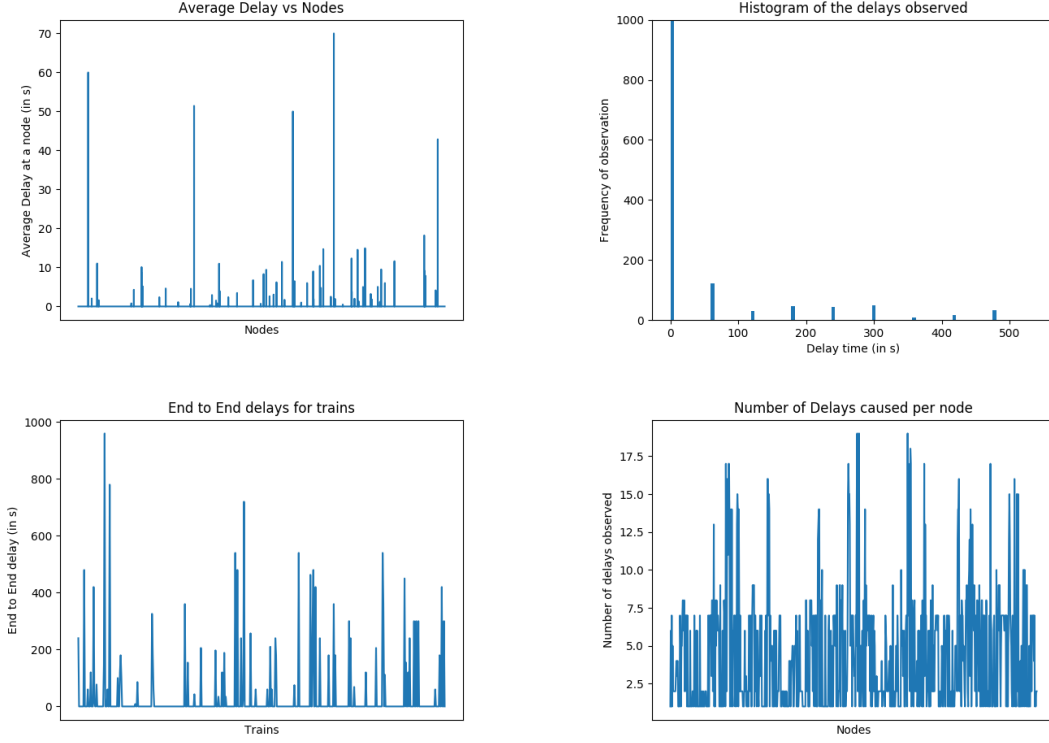 Average Delay vs Nodes
Average Delay at a node (in s)
70
60
50
40
30
20
10
0
Nodes
Histogram of the delays observed
Frequency of observation
1000
800
600
400
200
0
0 100 200 300 400 500
Delay time (in s)
End to End delays for trains
End to End delay (in s)
1000
800
600
400
200
0
Trains
Number of Delays caused per node
Number of delays observed
17.5
15.0
12.5
10.0
7.5
5.0
2.5
Nodes